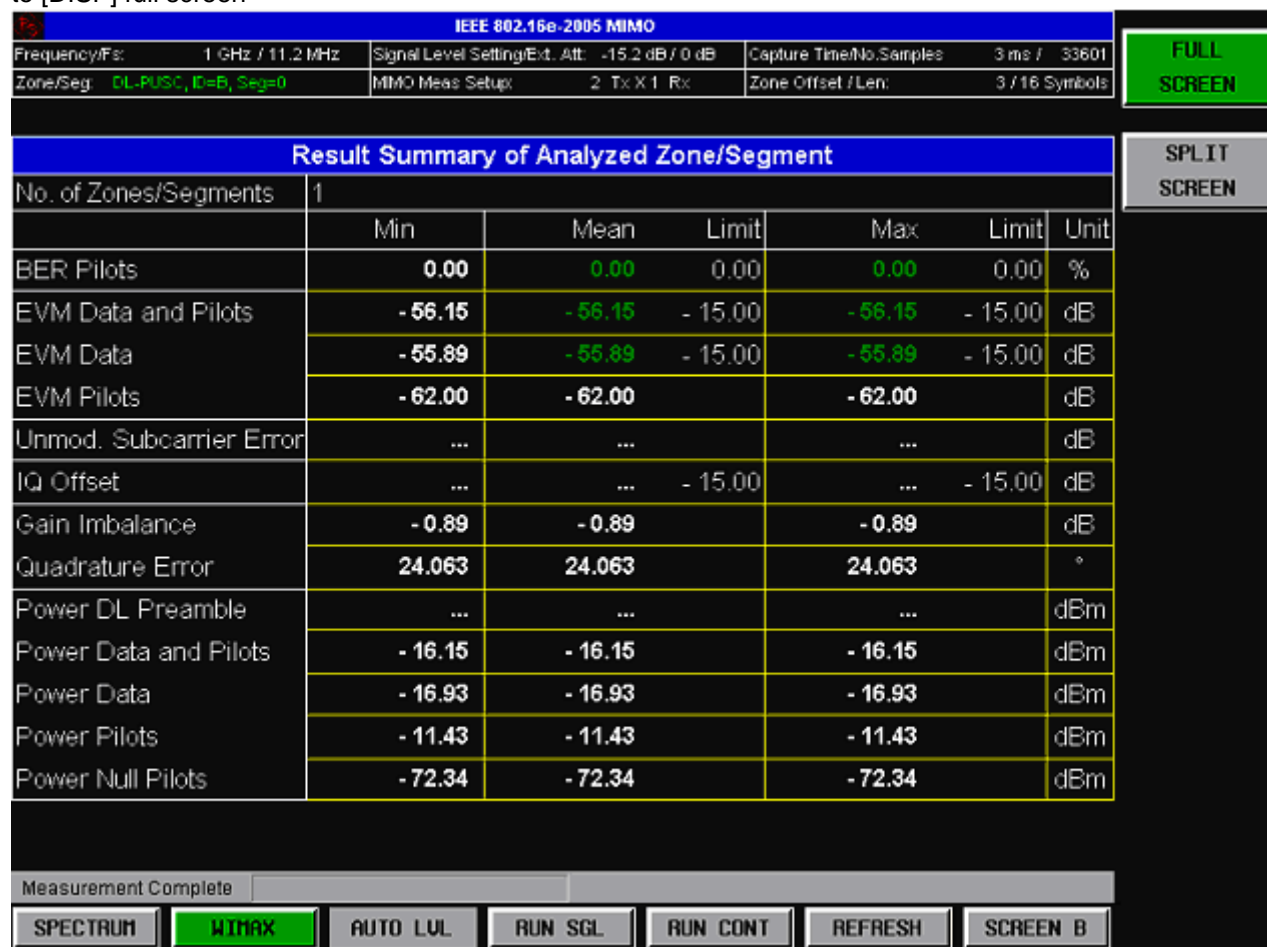 to [DISP] full screen
IEEE 802.16e-2005 MIMO
Frequency/Fs: 1 GHz / 11.2 MHz Signal Level Setting/Ext. Att: -15.2 dB / 0 dB Capture Time/No.Samples 3 ms / 33601
Zone/Seg: DL-PUSC, ID=B, Seg=0 MIMO Meas Setup: 2 Tx X 1 Rx Zone Offset / Len: 3 / 16 Symbols
FULL SCREEN
SPLIT SCREEN
Result Summary of Analyzed Zone/Segment
No. of Zones/Segments 1
Min Mean Limit Max Limit Unit
BER Pilots 0.00 0.00 0.00 0.00 0.00 %
EVM Data and Pilots - 56.15 - 56.15 - 15.00 - 56.15 - 15.00 dB
EVM Data - 55.89 - 55.89 - 15.00 - 55.89 - 15.00 dB
EVM Pilots - 62.00 - 62.00 - 62.00 dB
Unmod. Subcarrier Error ... ... ... dB
IQ Offset ... ... - 15.00 ... - 15.00 dB
Gain Imbalance - 0.89 - 0.89 - 0.89 dB
Quadrature Error 24.063 24.063 24.063 °
Power DL Preamble ... ... ... dBm
Power Data and Pilots - 16.15 - 16.15 - 16.15 dBm
Power Data - 16.93 - 16.93 - 16.93 dBm
Power Pilots - 11.43 - 11.43 - 11.43 dBm
Power Null Pilots - 72.34 - 72.34 - 72.34 dBm
Measurement Complete
SPECTRUM WIMAX AUTO LVL RUN SGL RUN CONT REFRESH SCREEN B